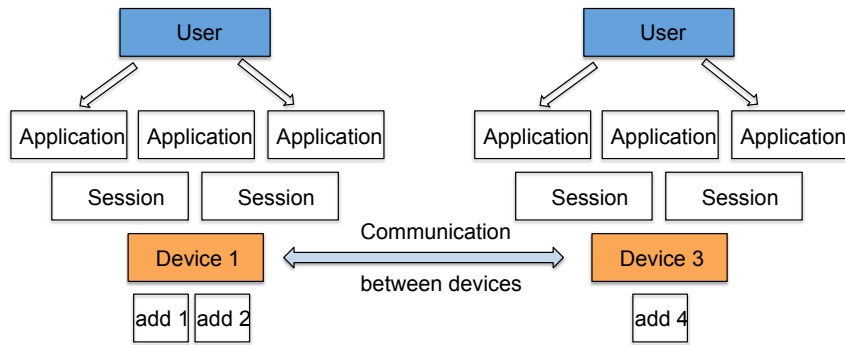 User
User
Application
Application
Application
Application
Application
Application
Session
Session
Session
Session
Communication
Device 1
Device 3
between devices
add 1
add 2
add 4